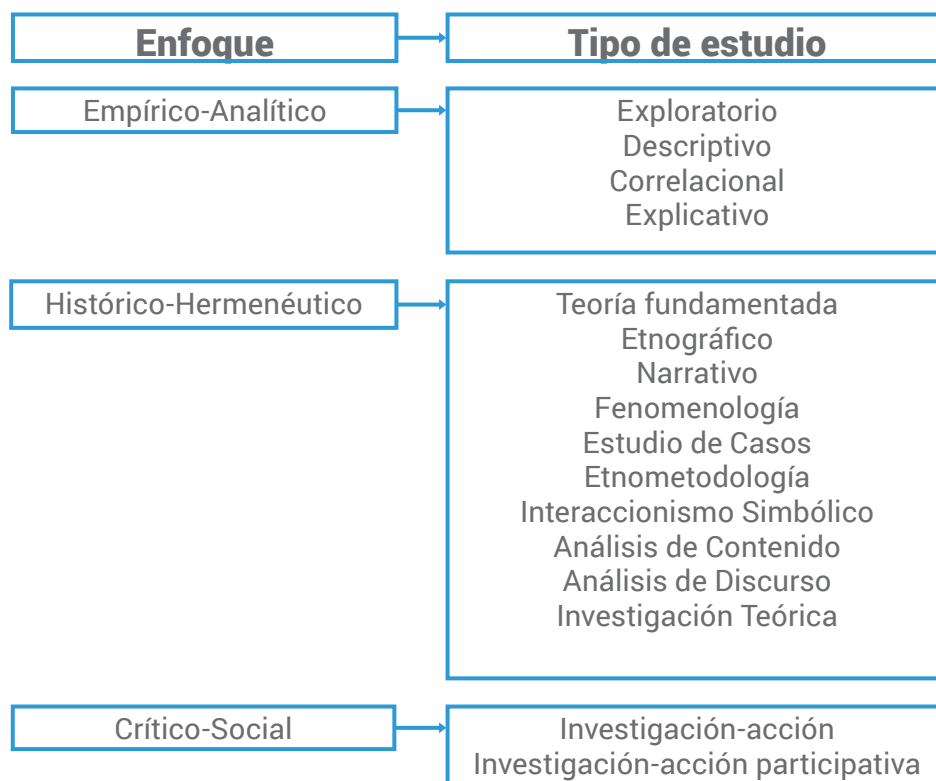 Enfoque
Tipo de estudio
Empírico-Analítico
Exploratorio
Descriptivo
Correlacional
Explicativo
Histórico-Hermenéutico
Teoría fundamentada
Etnográfico
Narrativo
Fenomenología
Estudio de Casos
Etnometodología
Interaccionismo Simbólico
Análisis de Contenido
Análisis de Discurso
Investigación Teórica
Crítico-Social
Investigación-acción
Investigación-acción participativa